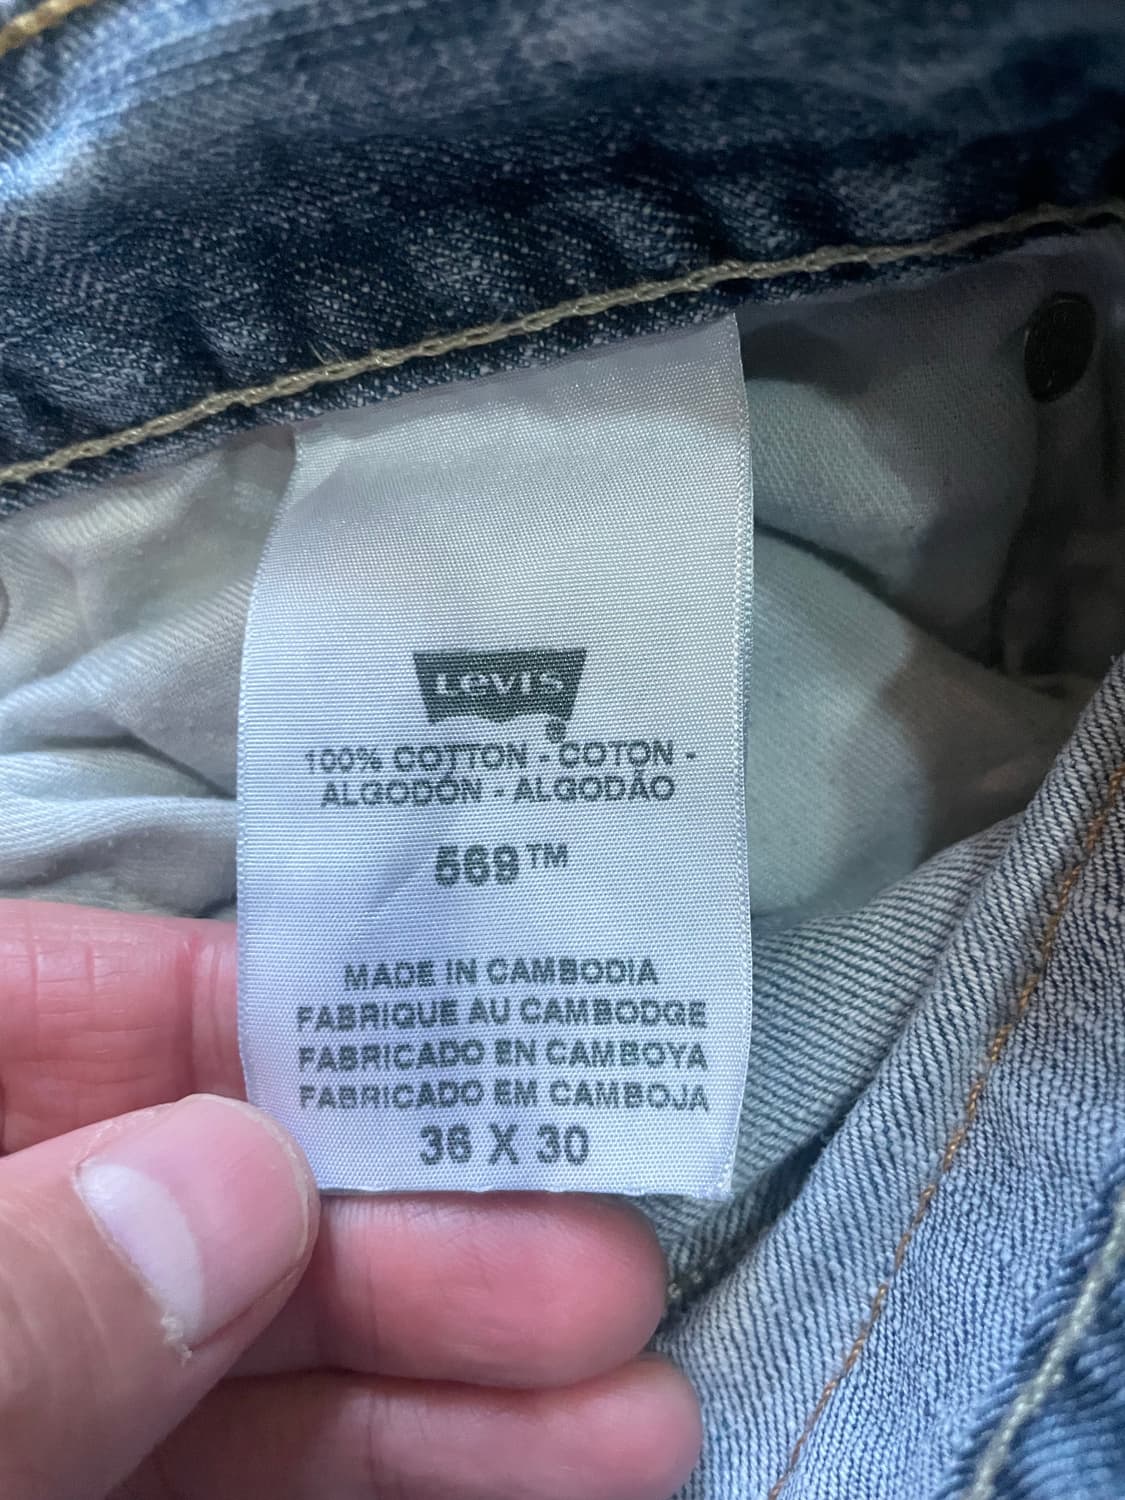 Levi's
®
100% COTTON - COTON -
ALGODÓN - ALGODÃO
569™
MADE IN CAMBODIA
FABRIQUE AU CAMBODGE
FABRICADO EN CAMBOYA
FABRICADO EM CAMBOJA
36 X 30